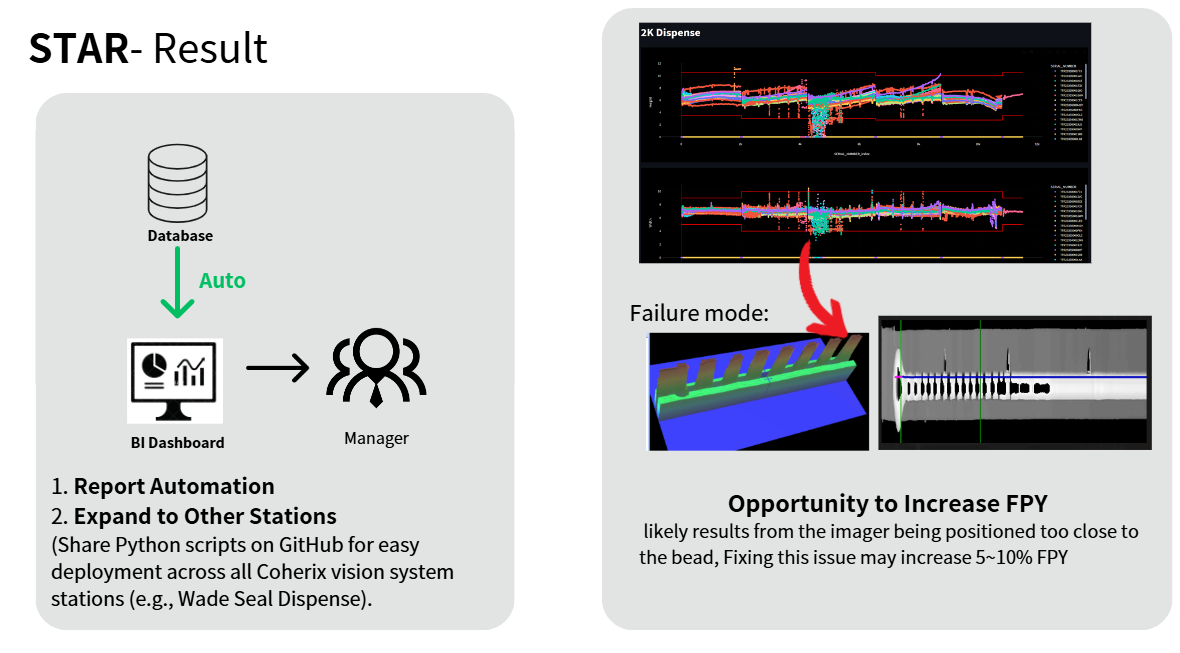 STAR- Result
Database
Auto
BI Dashboard
Manager
1. Report Automation
2. Expand to Other Stations
(Share Python scripts on GitHub for easy
deployment across all Coherix vision system
stations (e.g., Wade Seal Dispense).
2K Dispense
SERIAL_NUMBER
SERIAL_NUMBER_index
SERIAL_NUMBER
Failure mode:
Opportunity to Increase FPY
likely results from the imager being positioned too close to
the bead, Fixing this issue may increase 5~10% FPY